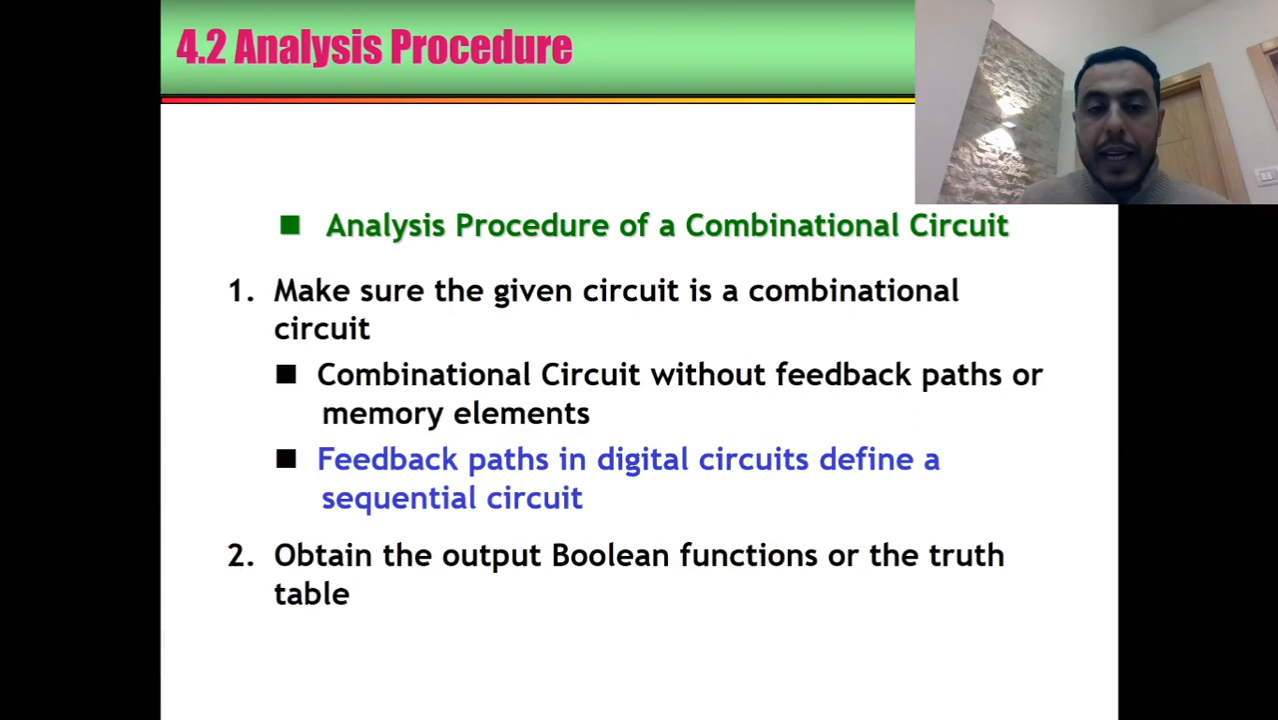 4.2 Analysis Procedure
Analysis Procedure of a Combinational Circuit
1. Make sure the given circuit is a combinational
circuit
Combinational Circuit without feedback paths or
memory elements
Feedback paths in digital circuits define a
sequential circuit
2. Obtain the output Boolean functions or the truth
table